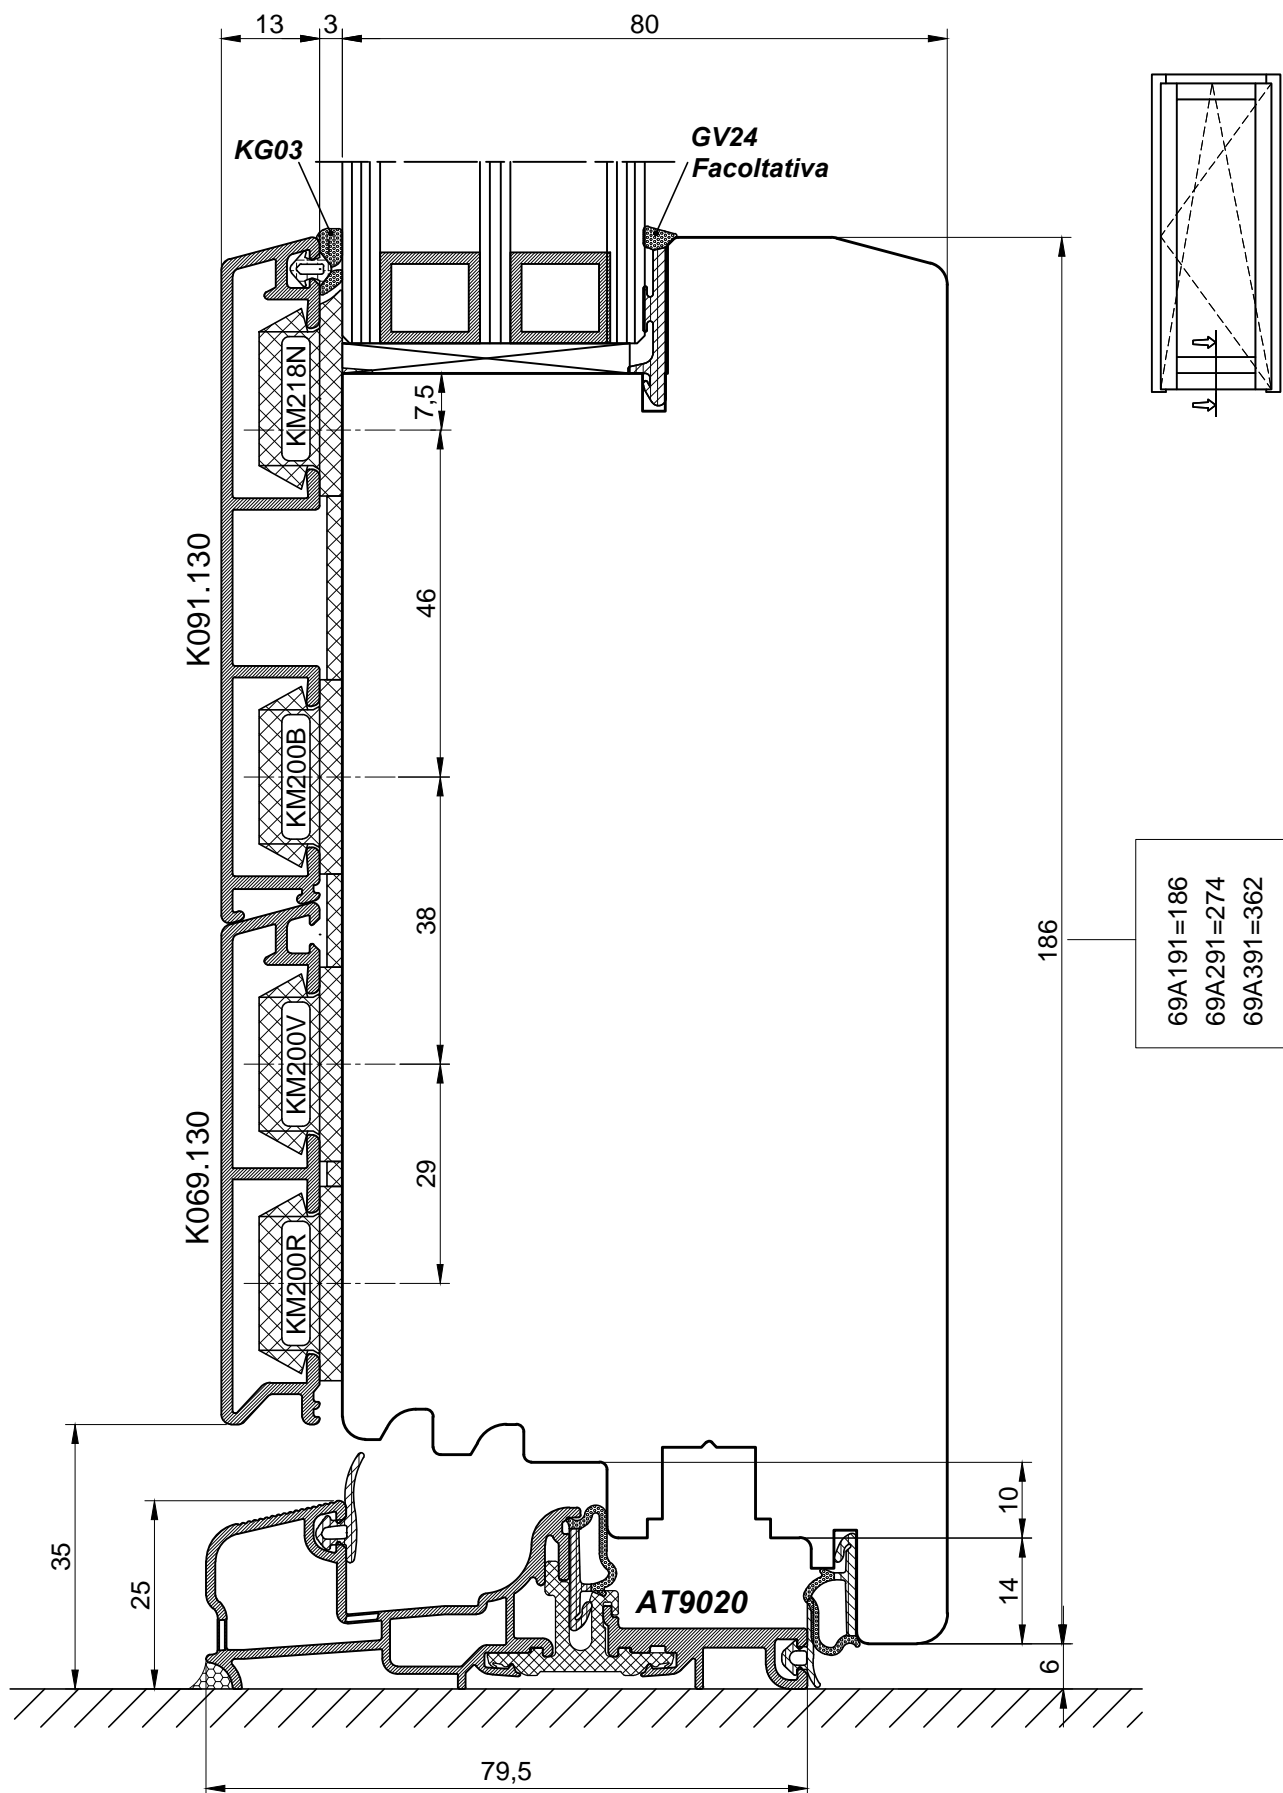 13
3
80
KG03
GV24
Facoltativa
7,5
KM218N
K091.130
46
KM200B
38
186
69A191=186
69A291=274
69A391=362
KM200V
K069.130
29
KM200R
10
35
25
AT9020
14
6
79,5